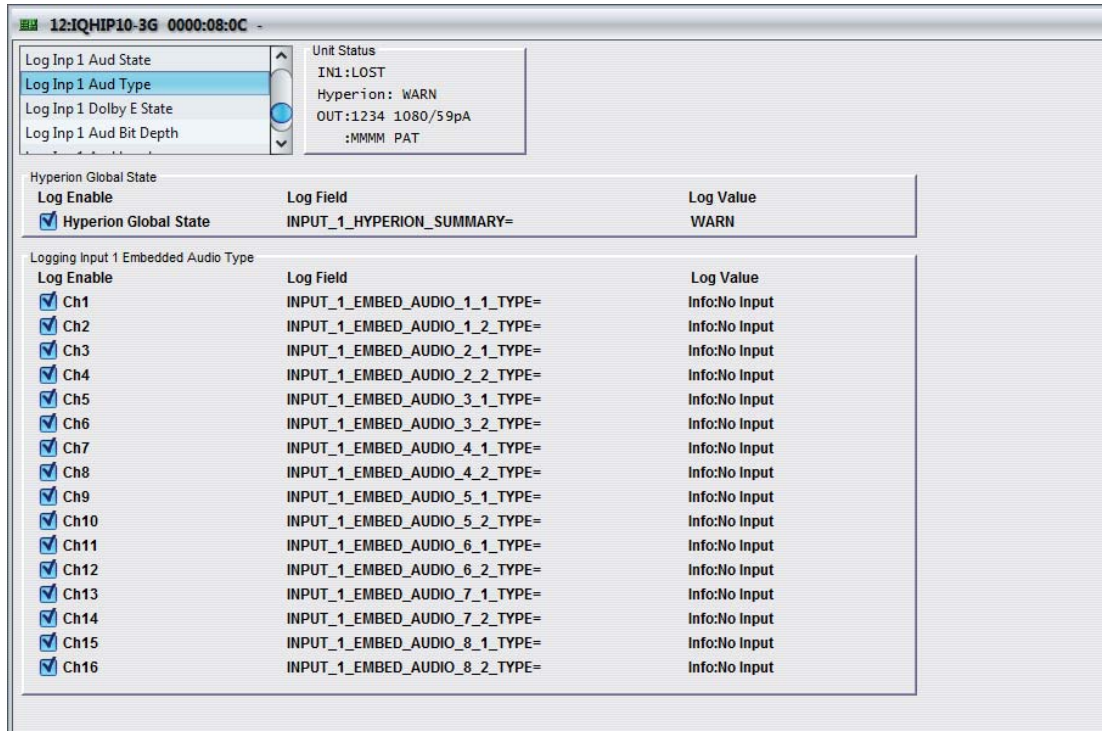 12:IQHIP10-3G 0000:08:0C -
Log Inp 1 Aud State
Log Inp 1 Aud Type
Log Inp 1 Dolby E State
Log Inp 1 Aud Bit Depth
Unit Status
IN1:LOST
Hyperion: WARN
OUT:1234 1080/59pA
:MMMM PAT
Hyperion Global State
Log Enable Log Field Log Value
Hyperion Global State INPUT_1_HYPERION_SUMMARY= WARN
Logging Input 1 Embedded Audio Type
Log Enable Log Field Log Value
Ch1 INPUT_1_EMBED_AUDIO_1_1_TYPE= Info:No Input
Ch2 INPUT_1_EMBED_AUDIO_1_2_TYPE= Info:No Input
Ch3 INPUT_1_EMBED_AUDIO_2_1_TYPE= Info:No Input
Ch4 INPUT_1_EMBED_AUDIO_2_2_TYPE= Info:No Input
Ch5 INPUT_1_EMBED_AUDIO_3_1_TYPE= Info:No Input
Ch6 INPUT_1_EMBED_AUDIO_3_2_TYPE= Info:No Input
Ch7 INPUT_1_EMBED_AUDIO_4_1_TYPE= Info:No Input
Ch8 INPUT_1_EMBED_AUDIO_4_2_TYPE= Info:No Input
Ch9 INPUT_1_EMBED_AUDIO_5_1_TYPE= Info:No Input
Ch10 INPUT_1_EMBED_AUDIO_5_2_TYPE= Info:No Input
Ch11 INPUT_1_EMBED_AUDIO_6_1_TYPE= Info:No Input
Ch12 INPUT_1_EMBED_AUDIO_6_2_TYPE= Info:No Input
Ch13 INPUT_1_EMBED_AUDIO_7_1_TYPE= Info:No Input
Ch14 INPUT_1_EMBED_AUDIO_7_2_TYPE= Info:No Input
Ch15 INPUT_1_EMBED_AUDIO_8_1_TYPE= Info:No Input
Ch16 INPUT_1_EMBED_AUDIO_8_2_TYPE= Info:No Input